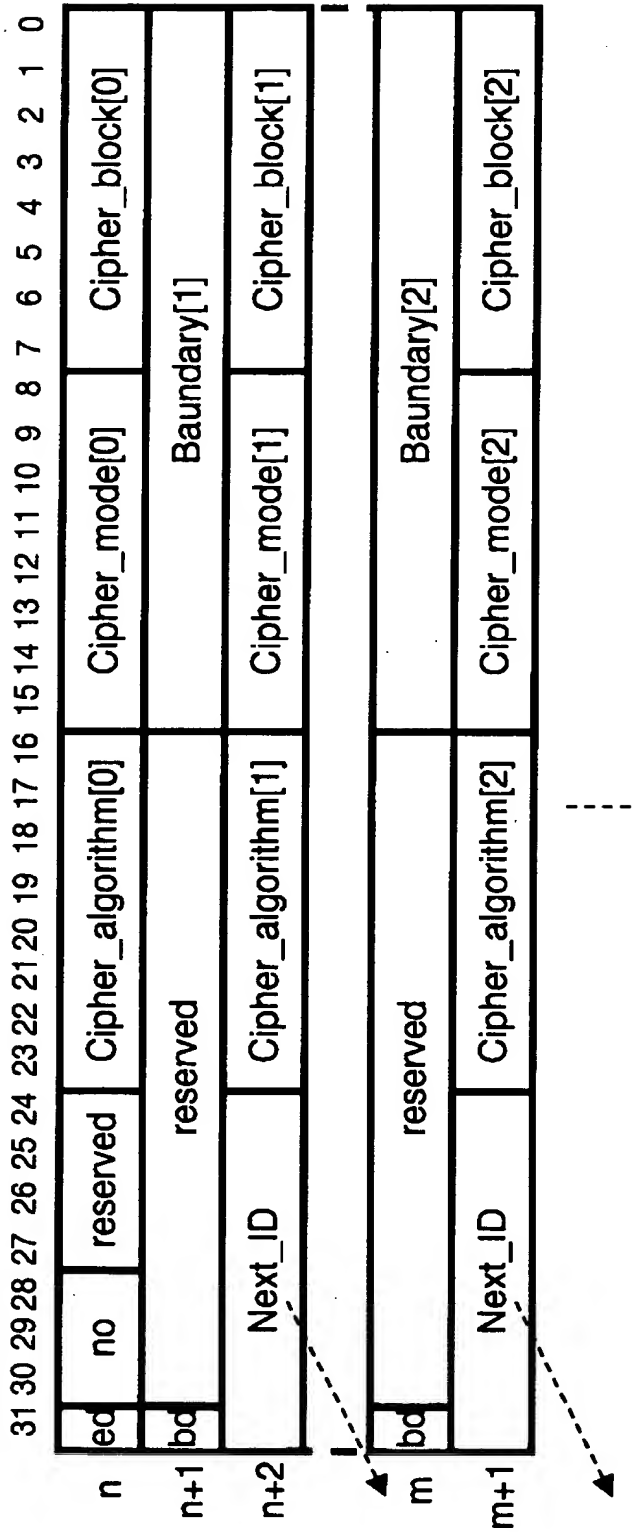 31 30 29 28 27 26 25 24 23 22 21 20 19 18 17 16 15 14 13 12 11 10 9 8 7 6 5 4 3 2 1 0
n ed no reserved Cipher_algorithm[0] Cipher_mode[0] Cipher_block[0]
n+1 bd reserved Baundary[1]
n+2 Next_ID Cipher_algorithm[1] Cipher_mode[1] Cipher_block[1]
m bd reserved Baundary[2]
m+1 Next_ID Cipher_algorithm[2] Cipher_mode[2] Cipher_block[2]